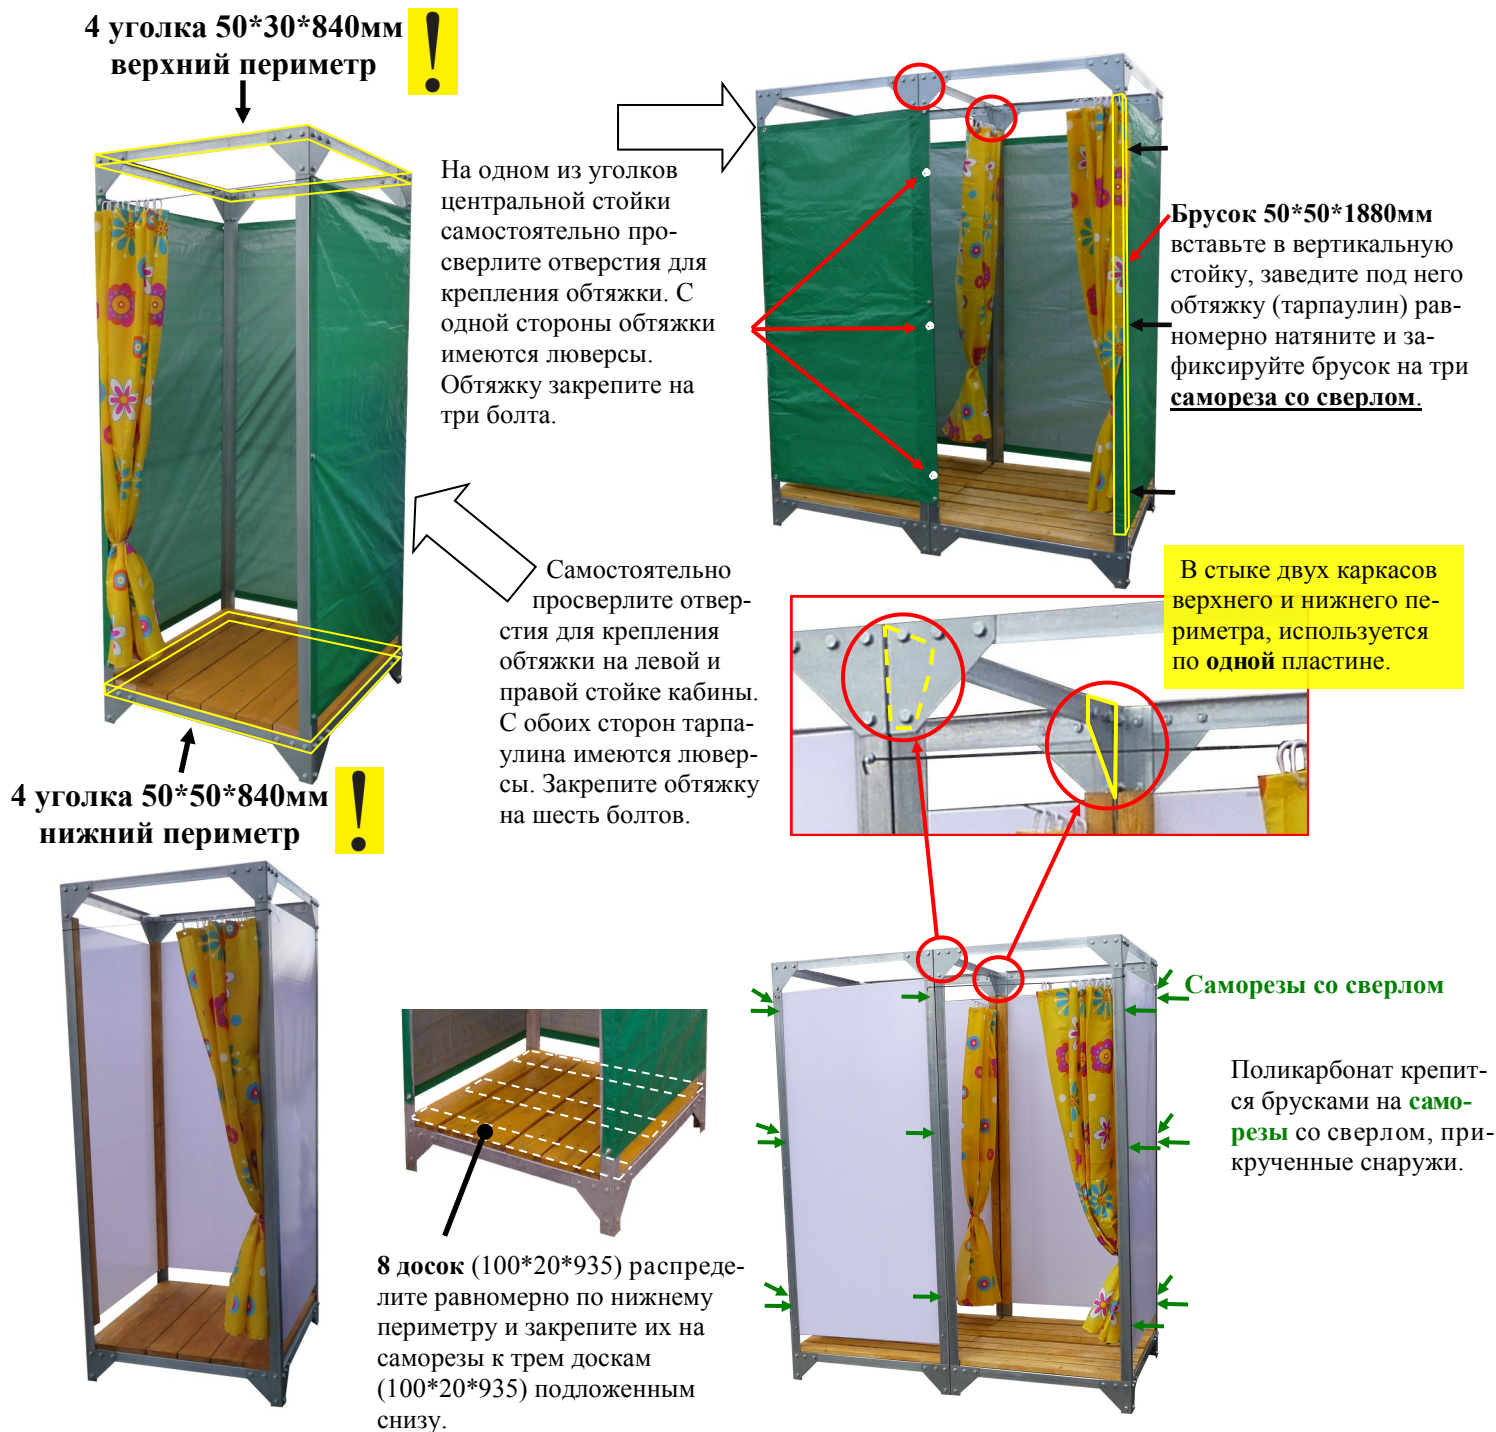 4 уголка 50*30*840мм
верхний периметр
!
На одном из уголков
центральной стойки
самостоятельно про-
сверлите отверстия для
крепления обтяжки. С
одной стороны обтяжки
имеются люверсы.
Обтяжку закрепите на
три болта.
Брусок 50*50*1880мм
вставьте в вертикальную
стойку, заведите под него
обтяжку (тарпаулин) рав-
номерно натяните и за-
фиксируйте брусок на три
самореза со сверлом.
Самостоятельно
просверлите отвер-
стия для крепления
обтяжки на левой и
правой стойке кабины.
С обоих сторон тарпа-
улина имеются лювер-
сы. Закрепите обтяжку
на шесть болтов.
В стыке двух каркасов
верхнего и нижнего пе-
риметра, используется
по одной пластине.
4 уголка 50*50*840мм
нижний периметр
!
Саморезы со сверлом
Поликарбонат крепит-
ся брусками на само-
резы со сверлом, при-
крученные снаружи.
8 досок (100*20*935) распреде-
лите равномерно по нижнему
периметру и закрепите их на
саморезы к трем доскам
(100*20*935) подложенным
снизу.